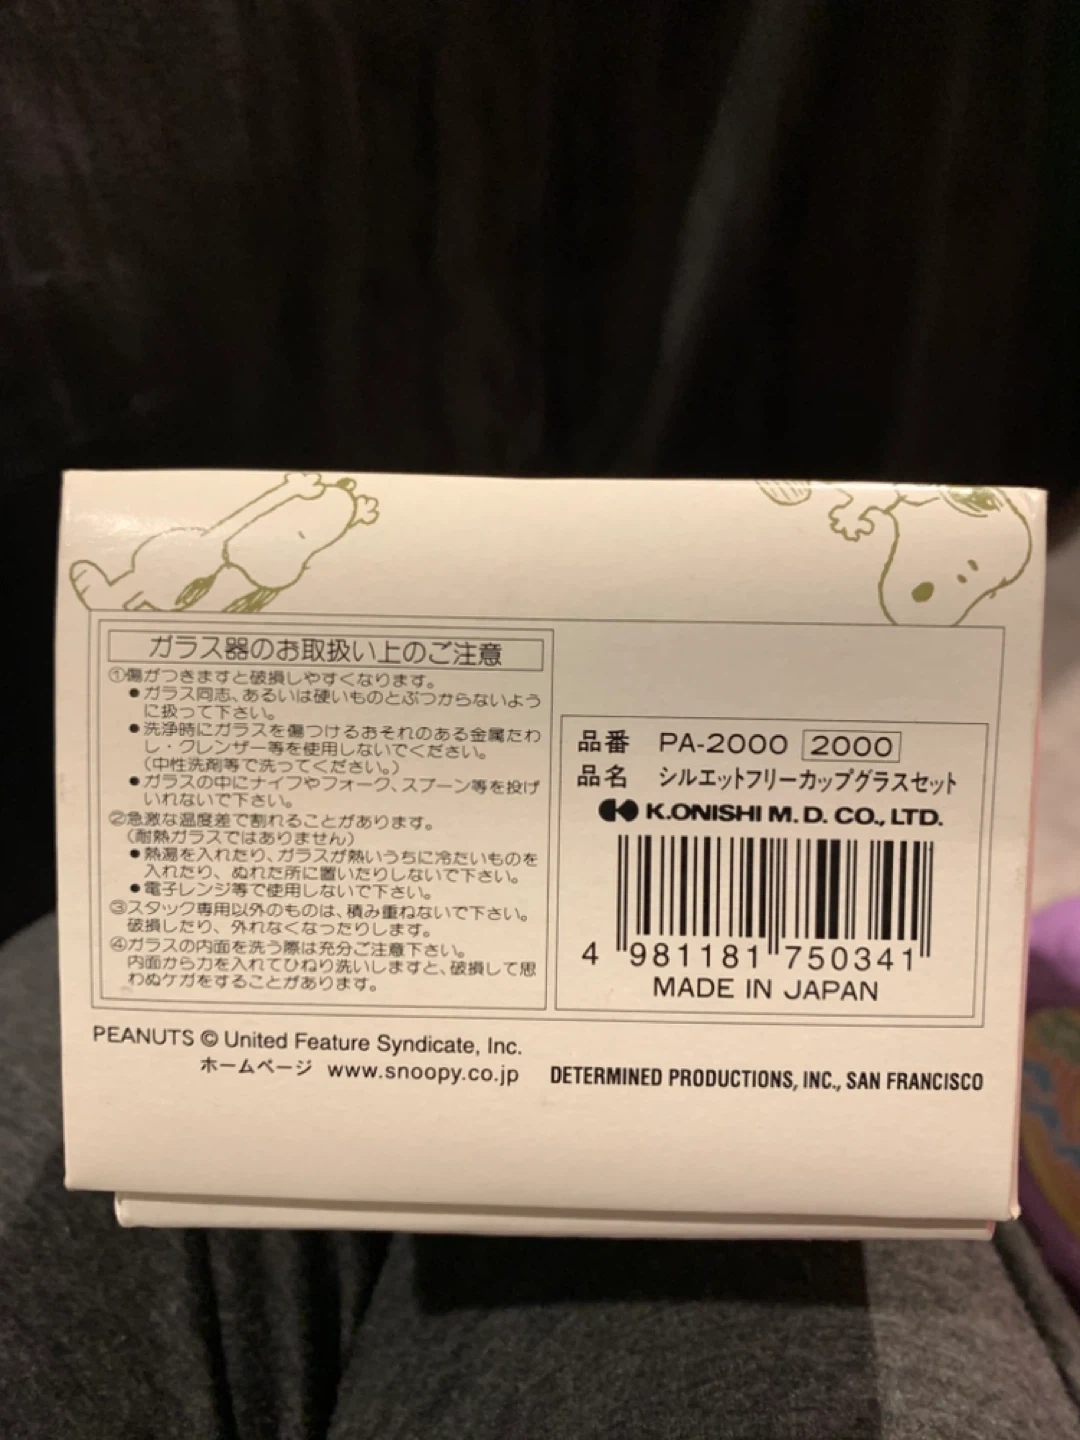 ガラス器のお取扱い上のご注意
①傷がつきますと破損しやすくなります。
●ガラス同志、あるいは硬いものとぶつからないよう
に扱って下さい。
●洗浄時にガラスを傷つけるおそれのある金属たわ
し・クレンザー等を使用しないでください。
(中性洗剤等で洗ってください。)
●ガラスの中にナイフやフォーク、スプーン等を投げ
いれないで下さい。
②急激な温度差で割れることがあります。
(耐熱ガラスではありません)
●熱湯を入れたり、ガラスが熱いうちに冷たいものを
入れたり、ぬれた所に置いたりしないで下さい。
●電子レンジ等で使用しないで下さい。
③スタック専用以外のものは、積み重ねないで下さい。
破損したり、外れなくなったりします。
④ガラスの内面を洗う際は充分ご注意下さい。
内面から力を入れてひねり洗いしますと、破損して思
わぬケガをすることがあります。
品番 PA-2000 2000
品名 シルエットフリーカップグラスセット
K.ONISHI M.D. CO., LTD.
4 981181 750341
MADE IN JAPAN
PEANUTS © United Feature Syndicate, Inc.
ホームページ www.snoopy.co.jp
DETERMINED PRODUCTIONS, INC., SAN FRANCISCO